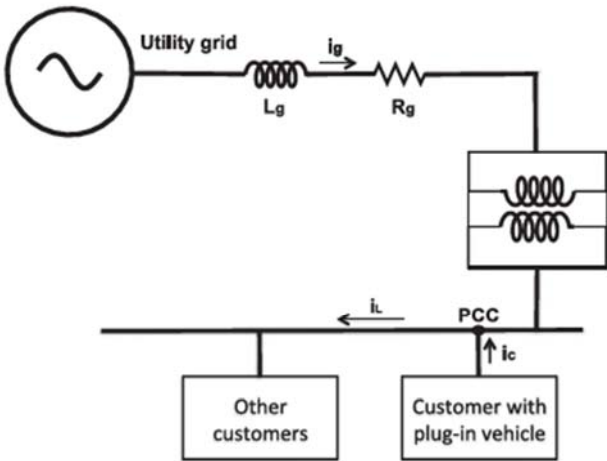 Utility grid
ig
Lg
Rg
iL
PCC
ic
Other
customers
Customer with
plug-in vehicle